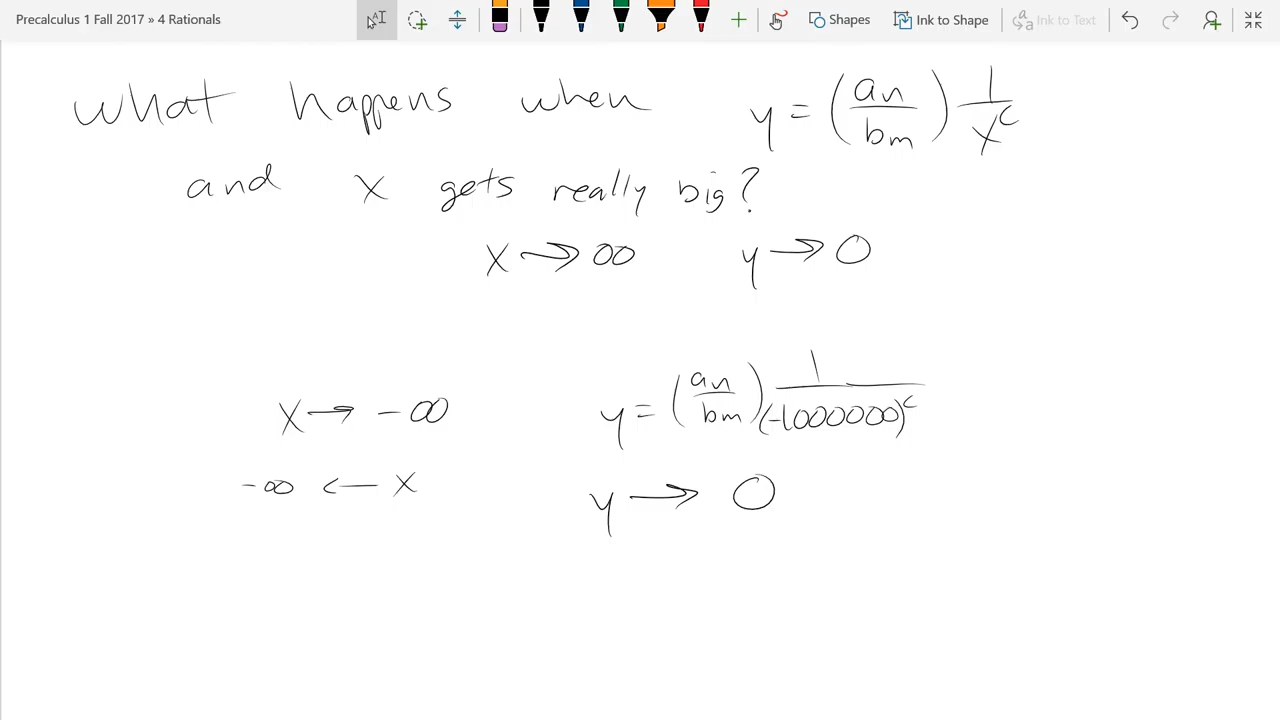 Precalculus 1 Fall 2017 » 4 Rationals
Shapes Ink to Shape Ink to Text
what happens when y = (an/bm) 1/x^c
and x gets really big?
x → ∞ y → 0
x → -∞ y = (an/bm) 1/(-1000000)^c
-∞ ← x y → 0